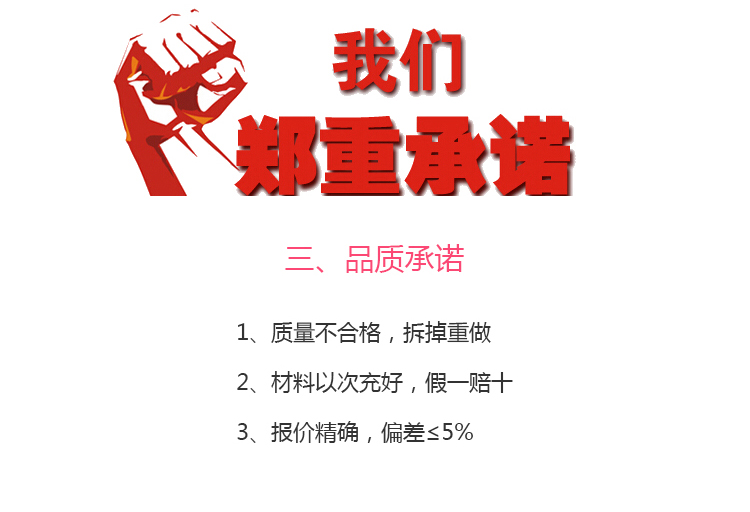 我们
郑重承诺
三、品质承诺
1、质量不合格，拆掉重做
2、材料以次充好，假一赔十
3、报价精确，偏差≤5%